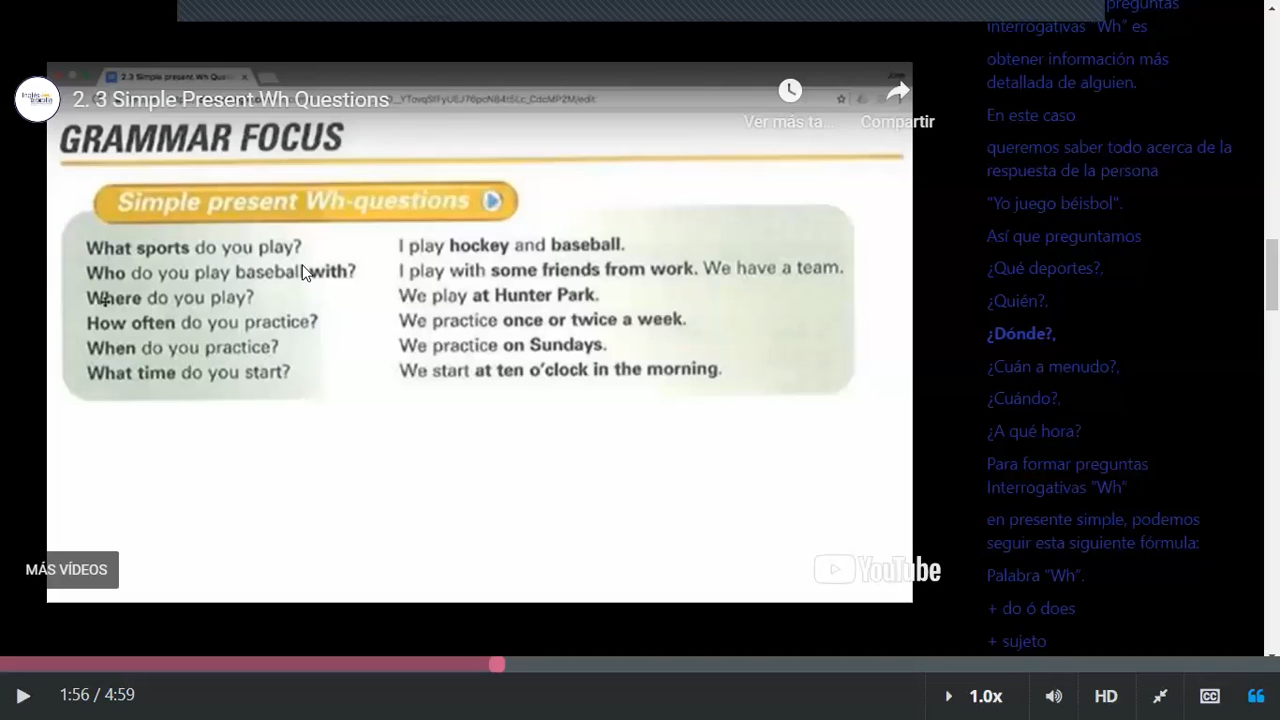 preguntas
interrogativas "Wh" es
obtener información más
detallada de alguien.
En este caso
queremos saber todo acerca de la
respuesta de la persona
"Yo juego béisbol".
Así que preguntamos
¿Qué deportes?,
¿Quién?,
¿Dónde?,
¿Cuán a menudo?,
¿Cuándo?,
¿A qué hora?
Para formar preguntas
Interrogativas "Wh"
en presente simple, podemos
seguir esta siguiente fórmula:
Palabra "Wh".
+ do ó does
+ sujeto
2.3 Simple present Wh
2. 3 Simple Present Wh Questions
Ver más ta...
Compartir
GRAMMAR FOCUS
Simple present Wh-questions
What sports do you play? I play hockey and baseball.
Who do you play baseball with? I play with some friends from work. We have a team.
Where do you play? We play at Hunter Park.
How often do you practice? We practice once or twice a week.
When do you practice? We practice on Sundays.
What time do you start? We start at ten o'clock in the morning.
MÁS VÍDEOS
YouTube
1:56 / 4:59
1.0x
HD
CC